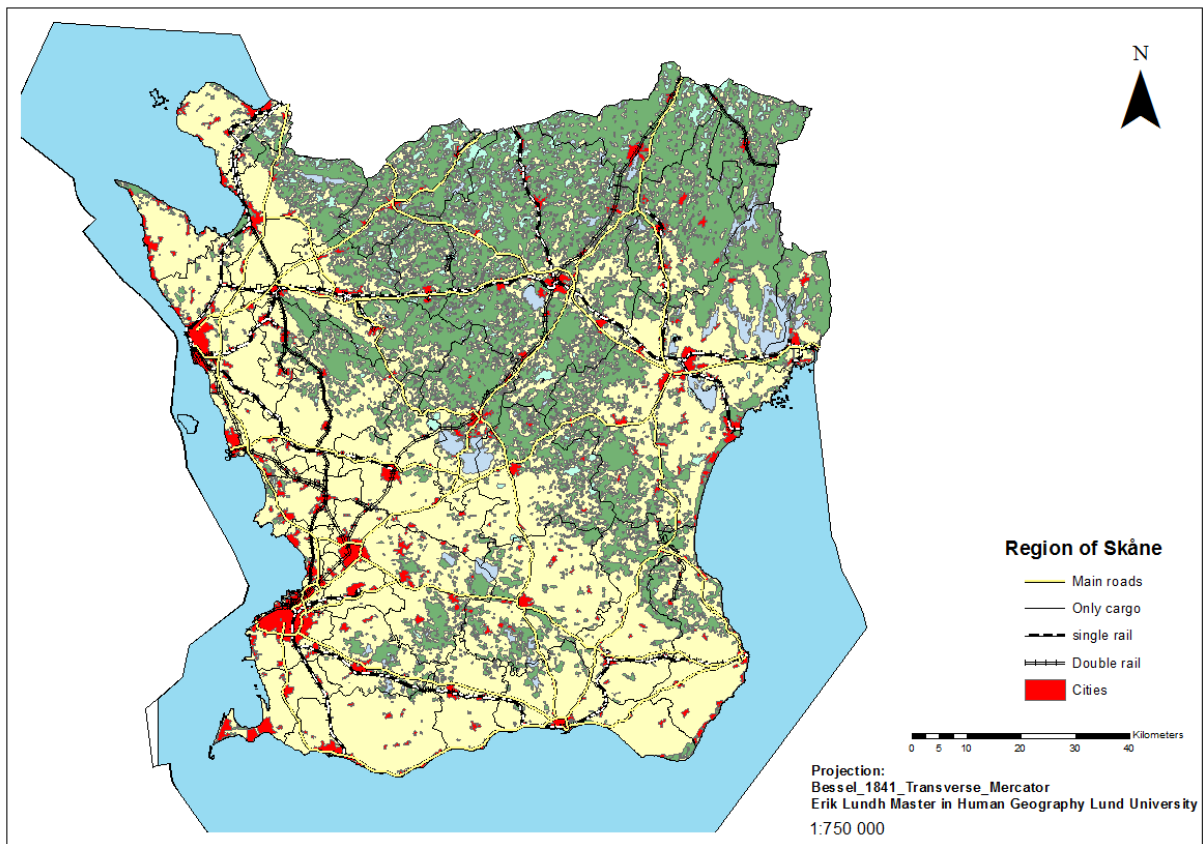 N
Region of Skåne
Main roads
Only cargo
single rail
Double rail
Cities
0 5 10 20 30 40 Kilometers
Projection:
Bessel_1841_Transverse_Mercator
Erik Lundh Master in Human Geography Lund University
1:750 000